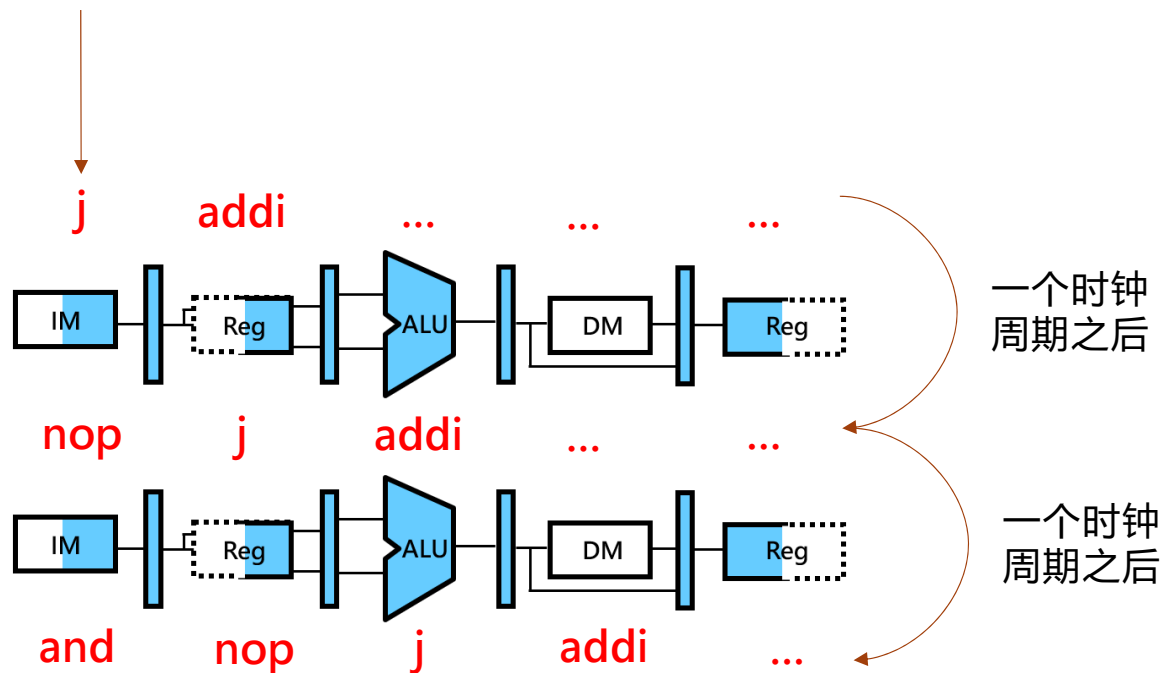 j addi ... ... ...
IM Reg ALU DM Reg
一个时钟
周期之后
nop j addi ... ...
IM Reg ALU DM Reg
一个时钟
周期之后
and nop j addi ...